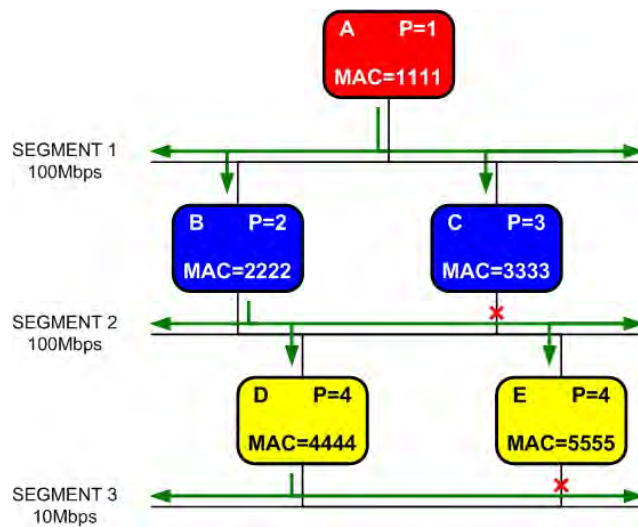 A P=1
MAC=1111
SEGMENT 1
100Mbps
B P=2
MAC=2222
C P=3
MAC=3333
SEGMENT 2
100Mbps
D P=4
MAC=4444
E P=4
MAC=5555
SEGMENT 3
10Mbps